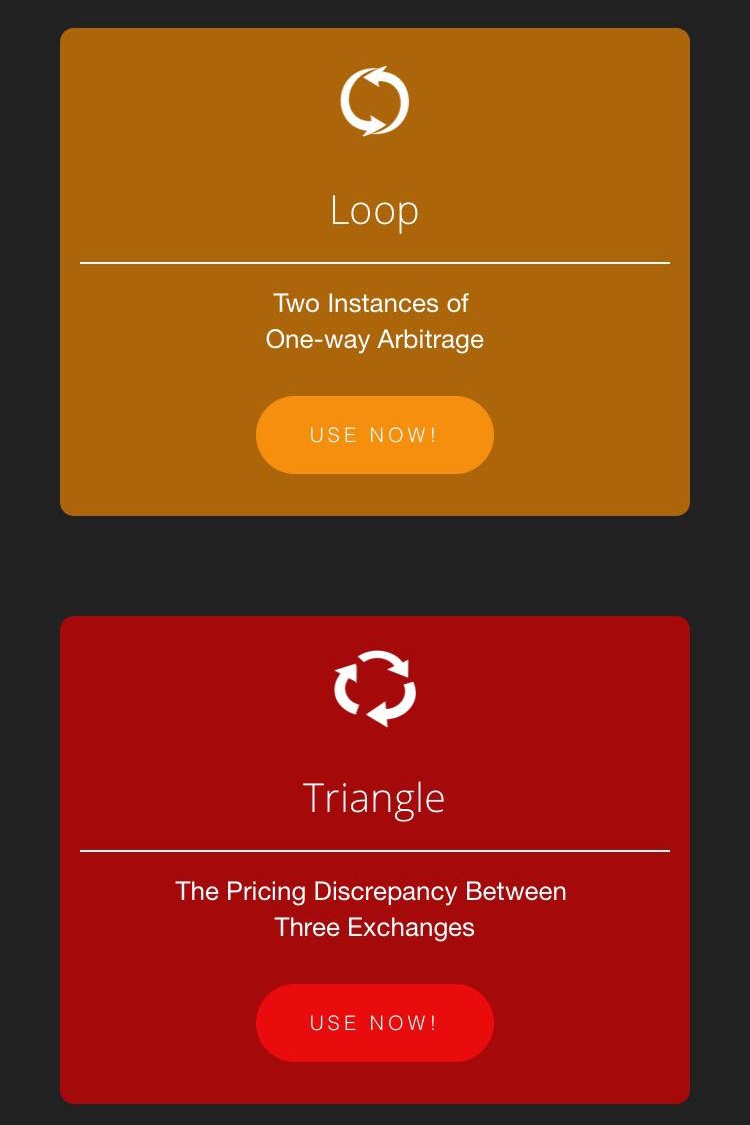 Loop
Two Instances of
One-way Arbitrage
USE NOW!
Triangle
The Pricing Discrepancy Between
Three Exchanges
USE NOW!